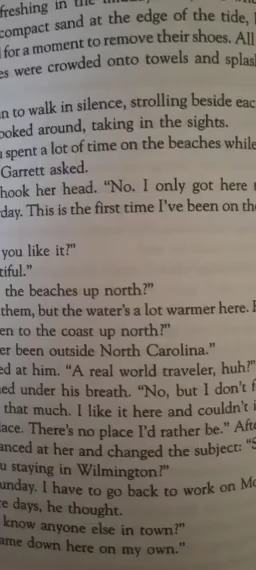 freshing in the
compact sand at the edge of the tide,
for a moment to remove their shoes. All
es were crowded onto towels and splas
n to walk in silence, strolling beside eac
ooked around, taking in the sights.
spent a lot of time on the beaches while
Garrett asked.
hook her head. "No. I only got here
day. This is the first time I've been on th
you like it?"
tiful."
the beaches up north?"
them, but the water's a lot warmer here.
en to the coast up north?"
er been outside North Carolina."
ed at him. "A real world traveler, huh?"
ed under his breath. "No, but I don't f
that much. I like it here and couldn't i
lace. There's no place I'd rather be." Afte
anced at her and changed the subject: "S
u staying in Wilmington?"
unday. I have to go back to work on Mo
e days, he thought.
know anyone else in town?"
ame down here on my own."